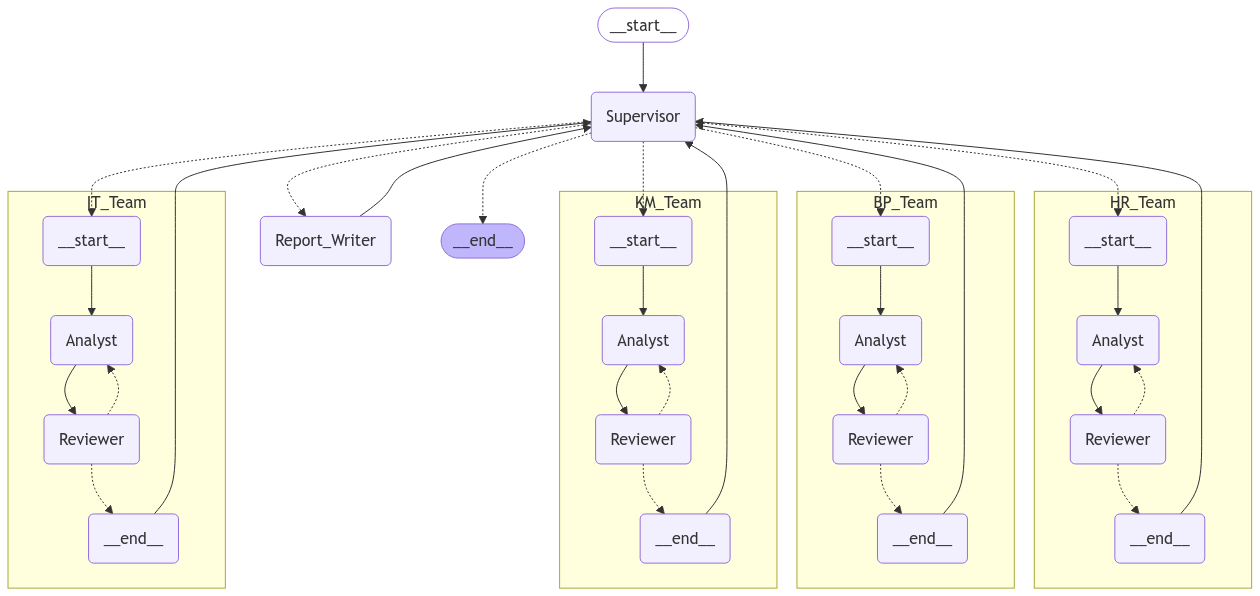 __start__
Supervisor
IT_Team
KM_Team
BP_Team
HR_Team
__start__
Report_Writer
__end__
__start__
__start__
__start__
Analyst
Analyst
Analyst
Analyst
Reviewer
Reviewer
Reviewer
Reviewer
__end__
__end__
__end__
__end__